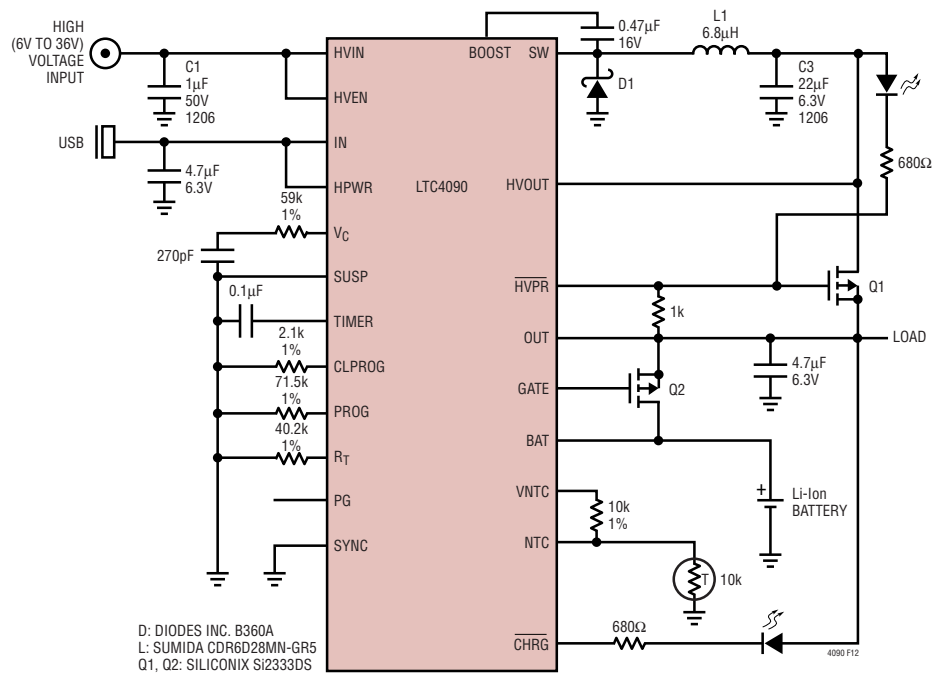 HIGH
(6V TO 36V)
VOLTAGE
INPUT
C1
1µF
50V
1206
USB
4.7µF
6.3V
59k
1%
270pF
0.1µF
2.1k
1%
71.5k
1%
40.2k
1%
HVIN
HVEN
IN
HPWR
VC
SUSP
TIMER
CLPROG
PROG
RT
PG
SYNC
LTC4090
BOOST
SW
HVOUT
HVPR
OUT
GATE
BAT
VNTC
NTC
CHRG
0.47µF
16V
D1
L1
6.8µH
C3
22µF
6.3V
1206
680Ω
Q1
1k
LOAD
4.7µF
6.3V
Q2
+
Li-Ion
BATTERY
10k
1%
T
10k
680Ω
4090 F12
D: DIODES INC. B360A
L: SUMIDA CDR6D28MN-GR5
Q1, Q2: SILICONIX Si2333DS